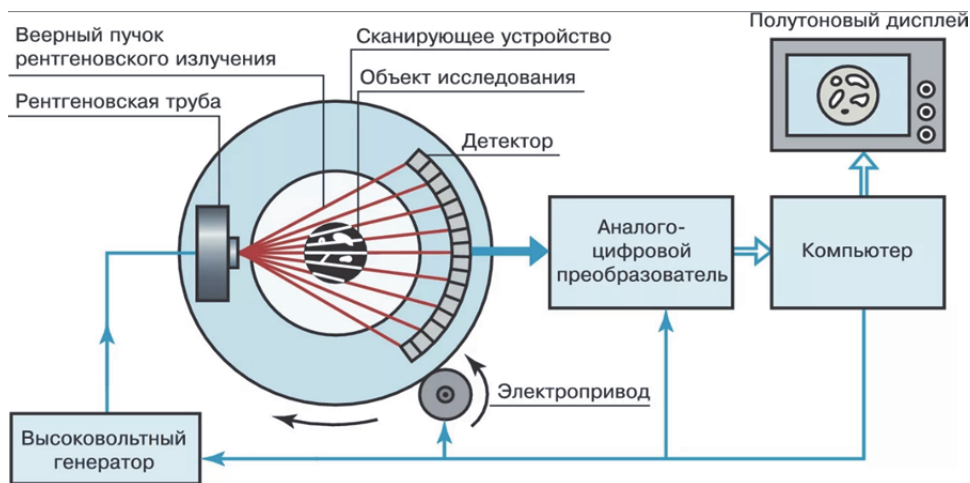 Полутоновый дисплей
Веерный пучок
рентгеновского излучения
Рентгеновская труба
Сканирующее устройство
Объект исследования
Детектор
Аналого-
цифровой
преобразователь
Компьютер
Электропривод
Высоковольтный
генератор